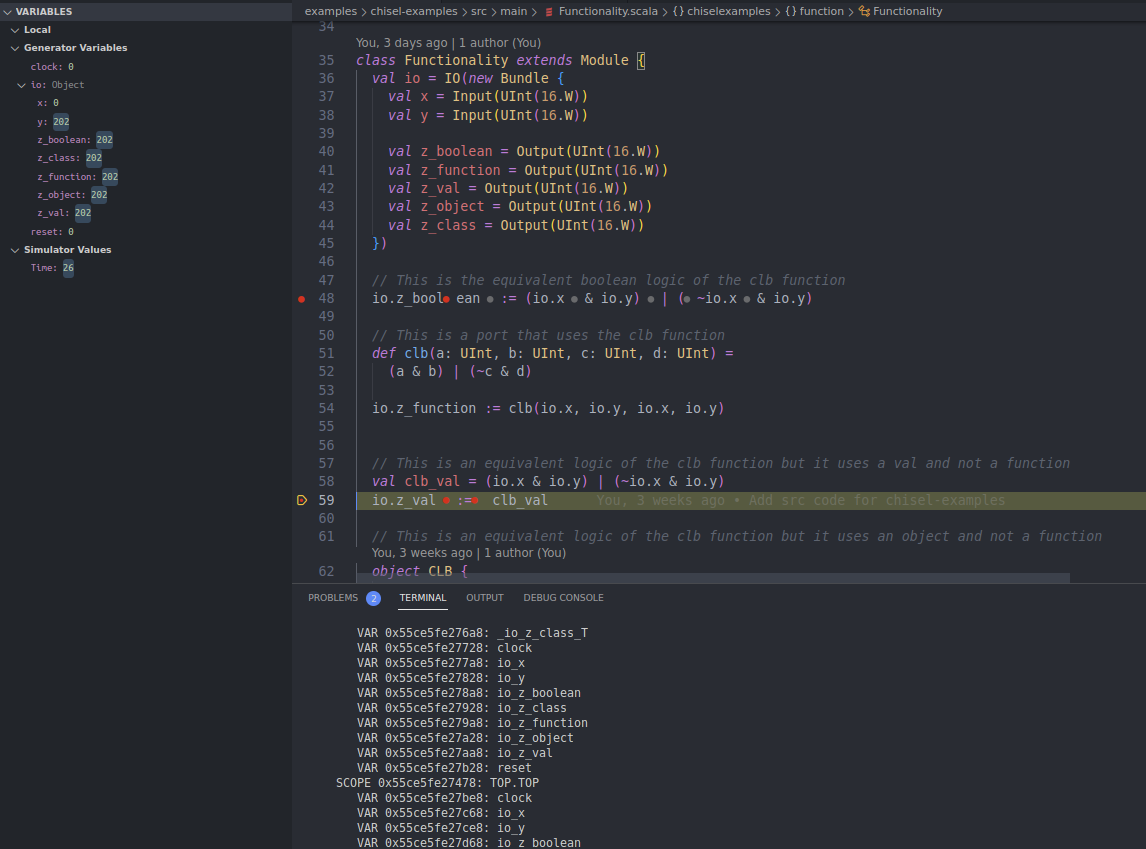 VARIABLES
Local
Generator Variables
clock: 0
io: Object
x: 0
y: 202
z_boolean: 202
z_class: 202
z_function: 202
z_object: 202
z_val: 202
reset: 0
Simulator Values
Time: 26
examples > chisel-examples > src > main > Functionality.scala > {} chiselexamples > {} function > Functionality
34
You, 3 days ago | 1 author (You)
35 class Functionality extends Module {
36 val io = IO(new Bundle {
37 val x = Input(UInt(16.W))
38 val y = Input(UInt(16.W))
39
40 val z_boolean = Output(UInt(16.W))
41 val z_function = Output(UInt(16.W))
42 val z_val = Output(UInt(16.W))
43 val z_object = Output(UInt(16.W))
44 val z_class = Output(UInt(16.W))
45 })
46
47 // This is the equivalent boolean logic of the clb function
48 io.z_bool ean := (io.x & io.y) | ( ~io.x & io.y)
49
50 // This is a port that uses the clb function
51 def clb(a: UInt, b: UInt, c: UInt, d: UInt) =
52 (a & b) | (~c & d)
53
54 io.z_function := clb(io.x, io.y, io.x, io.y)
55
56
57 // This is an equivalent logic of the clb function but it uses a val and not a function
58 val clb_val = (io.x & io.y) | (~io.x & io.y)
59 io.z_val := clb_val You, 3 weeks ago • Add src code for chisel-examples
60
61 // This is an equivalent logic of the clb function but it uses an object and not a function
You, 3 weeks ago | 1 author (You)
62 object CLB {
PROBLEMS 2 TERMINAL OUTPUT DEBUG CONSOLE
VAR 0x55ce5fe276a8: _io_z_class_T
VAR 0x55ce5fe27728: clock
VAR 0x55ce5fe277a8: io_x
VAR 0x55ce5fe27828: io_y
VAR 0x55ce5fe278a8: io_z_boolean
VAR 0x55ce5fe27928: io_z_class
VAR 0x55ce5fe279a8: io_z_function
VAR 0x55ce5fe27a28: io_z_object
VAR 0x55ce5fe27aa8: io_z_val
VAR 0x55ce5fe27b28: reset
SCOPE 0x55ce5fe27478: TOP.TOP
VAR 0x55ce5fe27be8: clock
VAR 0x55ce5fe27c68: io_x
VAR 0x55ce5fe27ce8: io_y
VAR 0x55ce5fe27d68: io_z_boolean